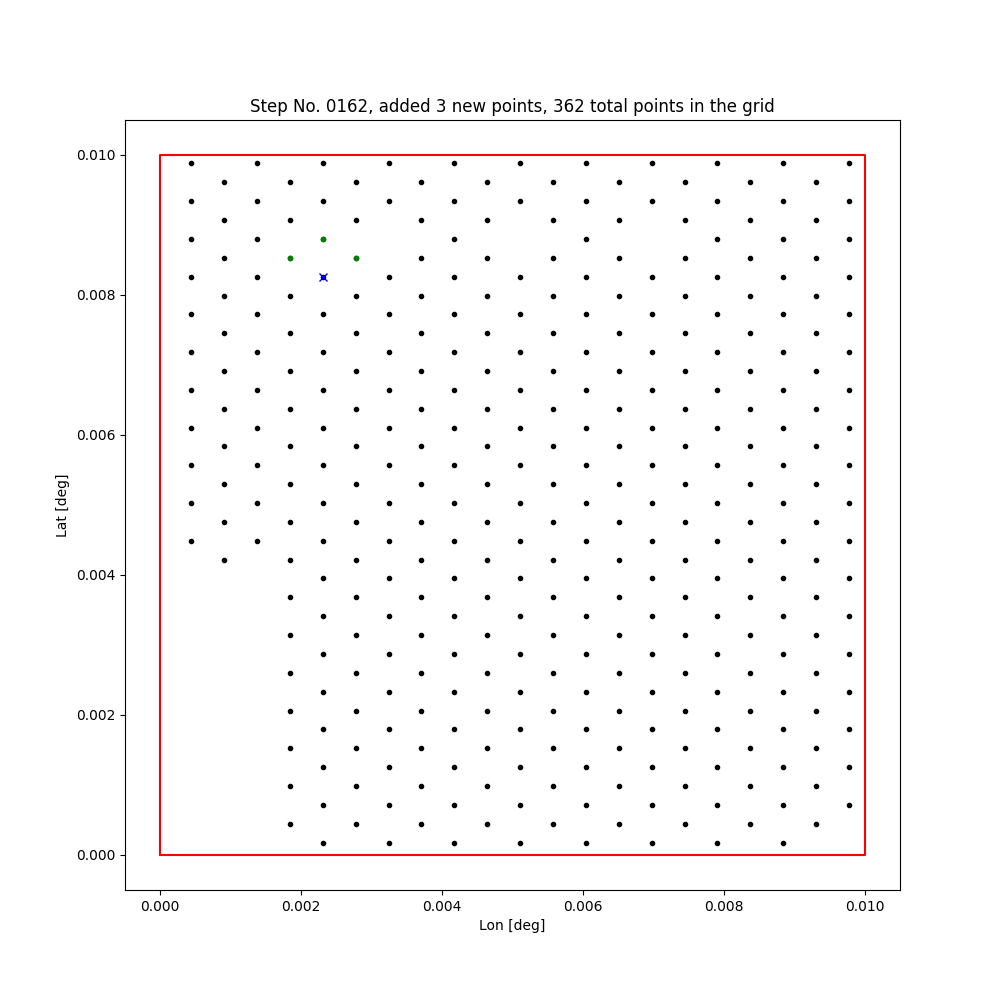 Step No. 0162, added 3 new points, 362 total points in the grid
0.010
0.008
0.006
0.004
0.002
0.000
Lat [deg]
0.000 0.002 0.004 0.006 0.008 0.010
Lon [deg]